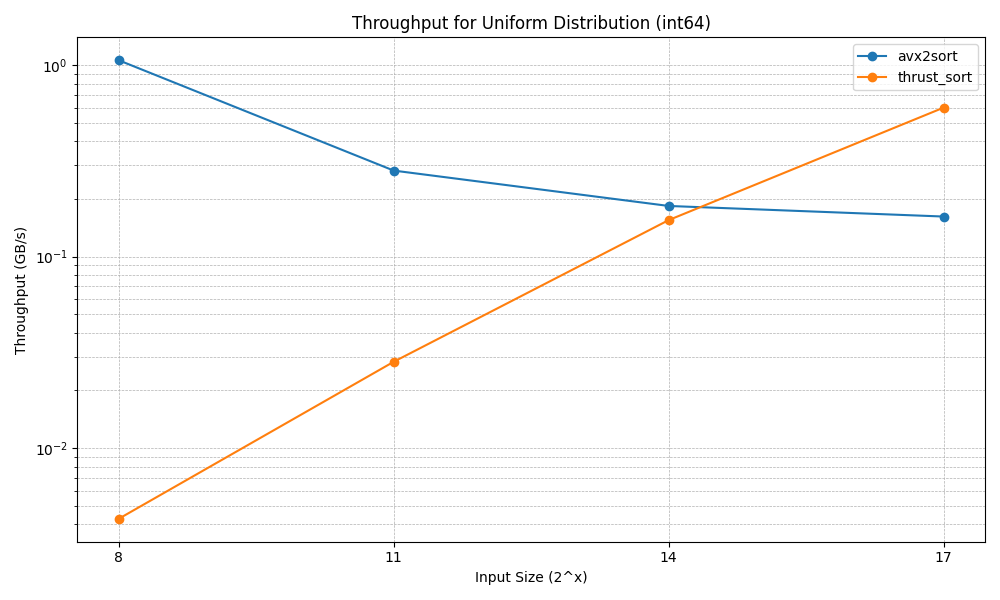 Throughput for Uniform Distribution (int64)
avx2sort
thrust_sort
Throughput (GB/s)
10^0
10^-1
10^-2
8 11 14 17
Input Size (2^x)